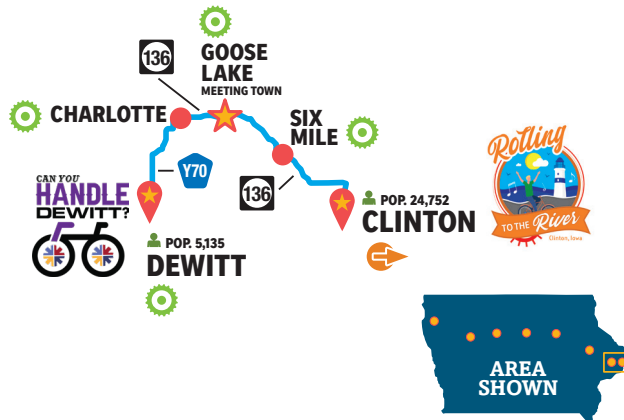 136
GOOSE
LAKE
MEETING TOWN
CHARLOTTE
SIX
MILE
Y70
136
CAN YOU
HANDLE
DEWITT?
POP. 5,135
DEWITT
POP. 24,752
CLINTON
Rolling
TO THE River
Clinton, Iowa
AREA
SHOWN